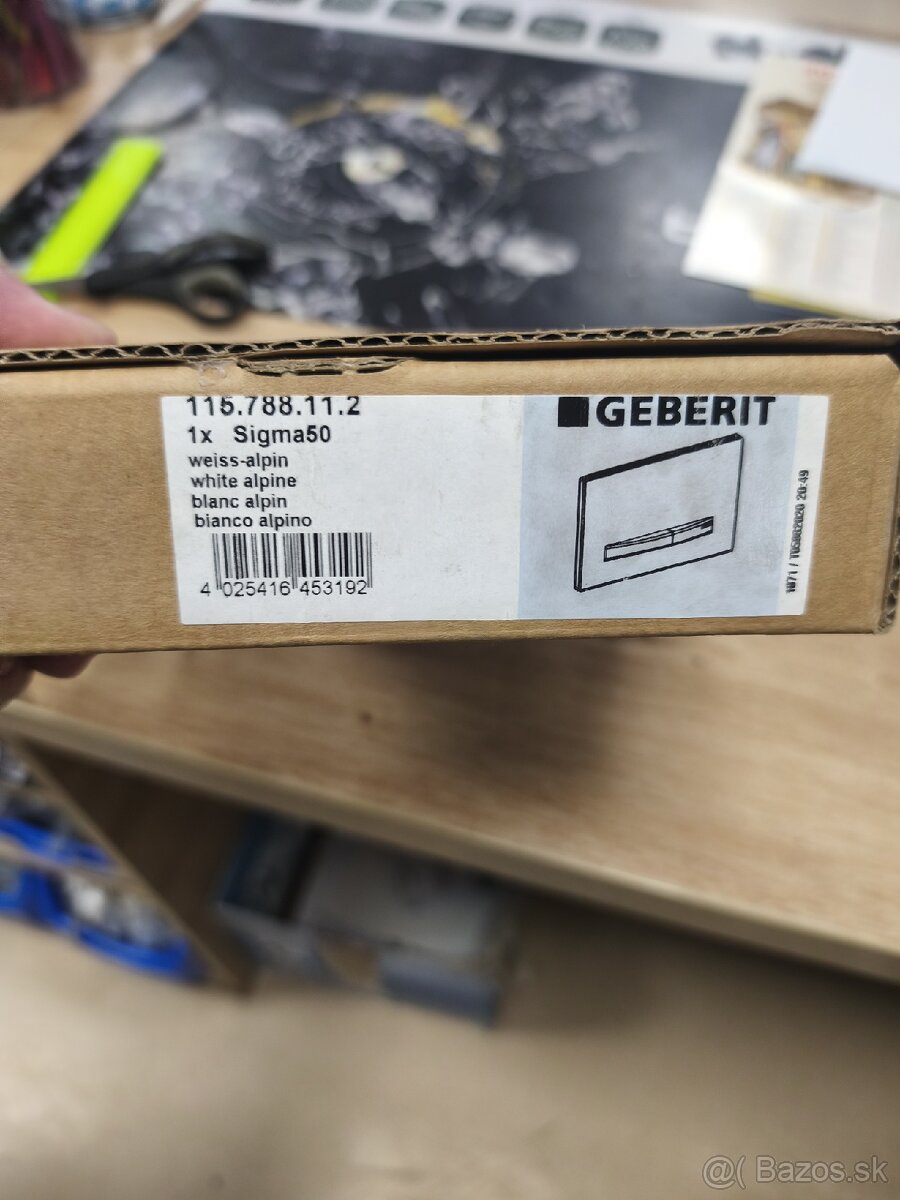 115.788.11.2
1x Sigma50
weiss-alpin
white alpine
blanc alpin
bianco alpino
4 025416 453192
GEBERIT
@( Bazos.sk